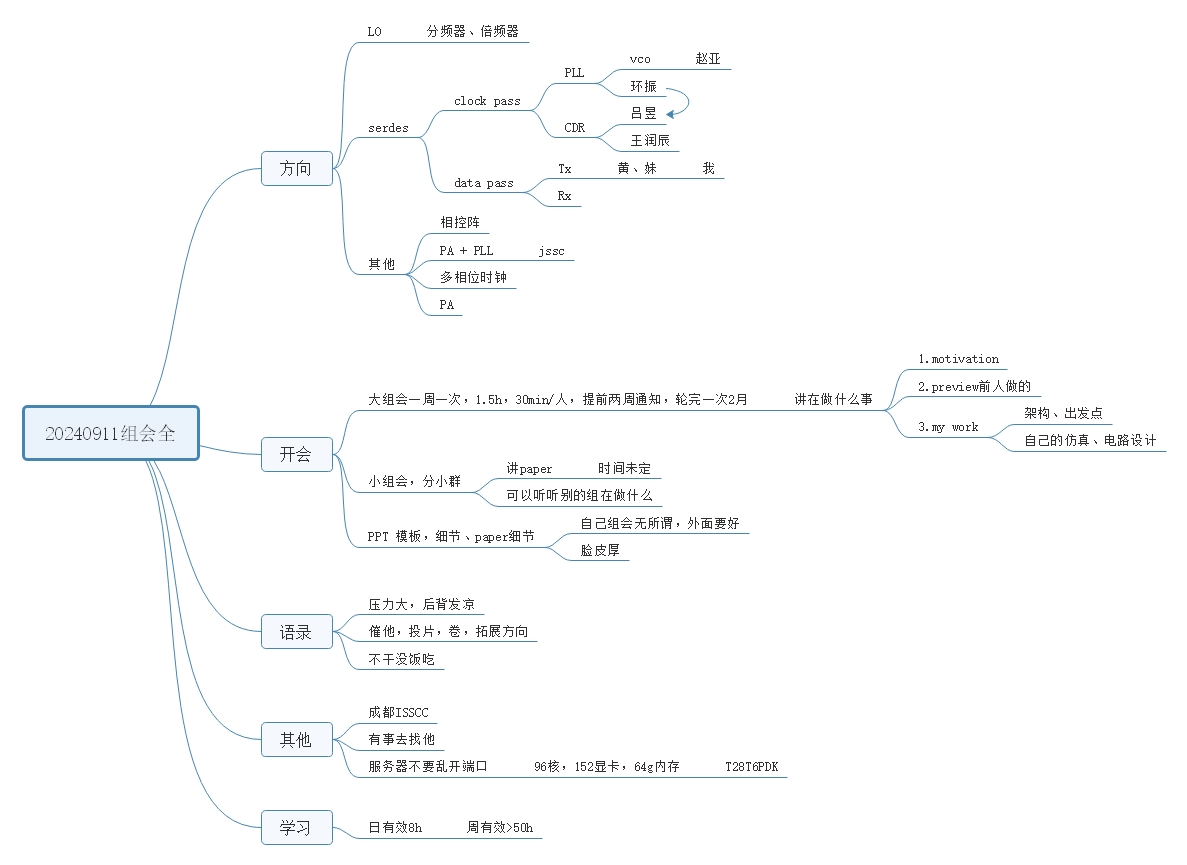 20240911组会全
方向
LO
分频器、倍频器
serdes
clock pass
PLL
vco
赵亚
环振
CDR
吕昱
王润辰
data pass
Tx
黄、妹
我
Rx
其他
相控阵
PA + PLL
jssc
多相位时钟
PA
开会
大组会一周一次，1.5h，30min/人，提前两周通知，轮完一次2月
讲在做什么事
1.motivation
2.preview前人做的
3.my work
架构、出发点
自己的仿真、电路设计
小组会，分小群
讲paper
时间未定
可以听听别的组在做什么
PPT 模板，细节、paper细节
自己组会无所谓，外面要好
脸皮厚
语录
压力大，后背发凉
催他，投片，卷，拓展方向
不干没饭吃
其他
成都ISSCC
有事去找他
服务器不要乱开端口
96核，152显卡，64g内存
T28T6PDK
学习
日有效8h
周有效>50h